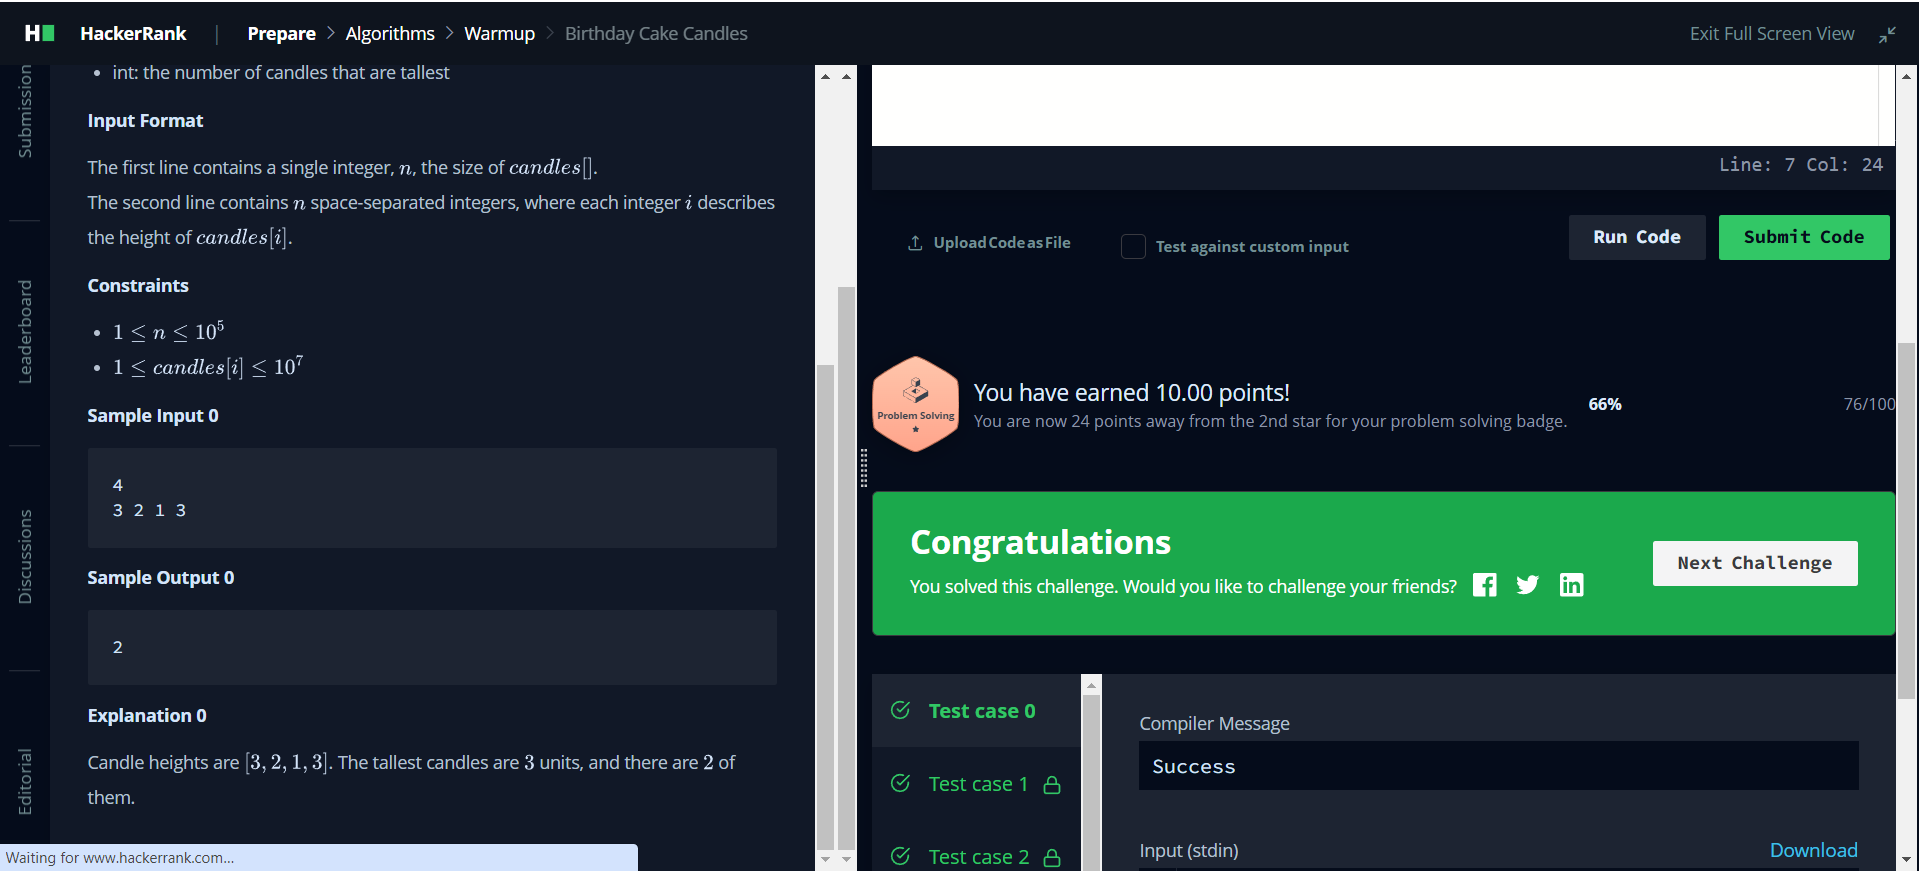 HackerRank | Prepare > Algorithms > Warmup > Birthday Cake Candles
Exit Full Screen View
Submission
Leaderboard
Discussions
Editorial
• int: the number of candles that are tallest
Input Format
The first line contains a single integer, n, the size of candles[].
The second line contains n space-separated integers, where each integer i describes
the height of candles[i].
Constraints
• 1 ≤ n ≤ 10⁵
• 1 ≤ candles[i] ≤ 10⁷
Sample Input 0
4
3 2 1 3
Sample Output 0
2
Explanation 0
Candle heights are [3, 2, 1, 3]. The tallest candles are 3 units, and there are 2 of
them.
Waiting for www.hackerrank.com...
Line: 7 Col: 24
Upload Code as File
Test against custom input
Run Code
Submit Code
Problem Solving
You have earned 10.00 points!
You are now 24 points away from the 2nd star for your problem solving badge.
66%
76/100
Congratulations
You solved this challenge. Would you like to challenge your friends?
Next Challenge
Test case 0
Test case 1
Test case 2
Compiler Message
Success
Input (stdin)
Download